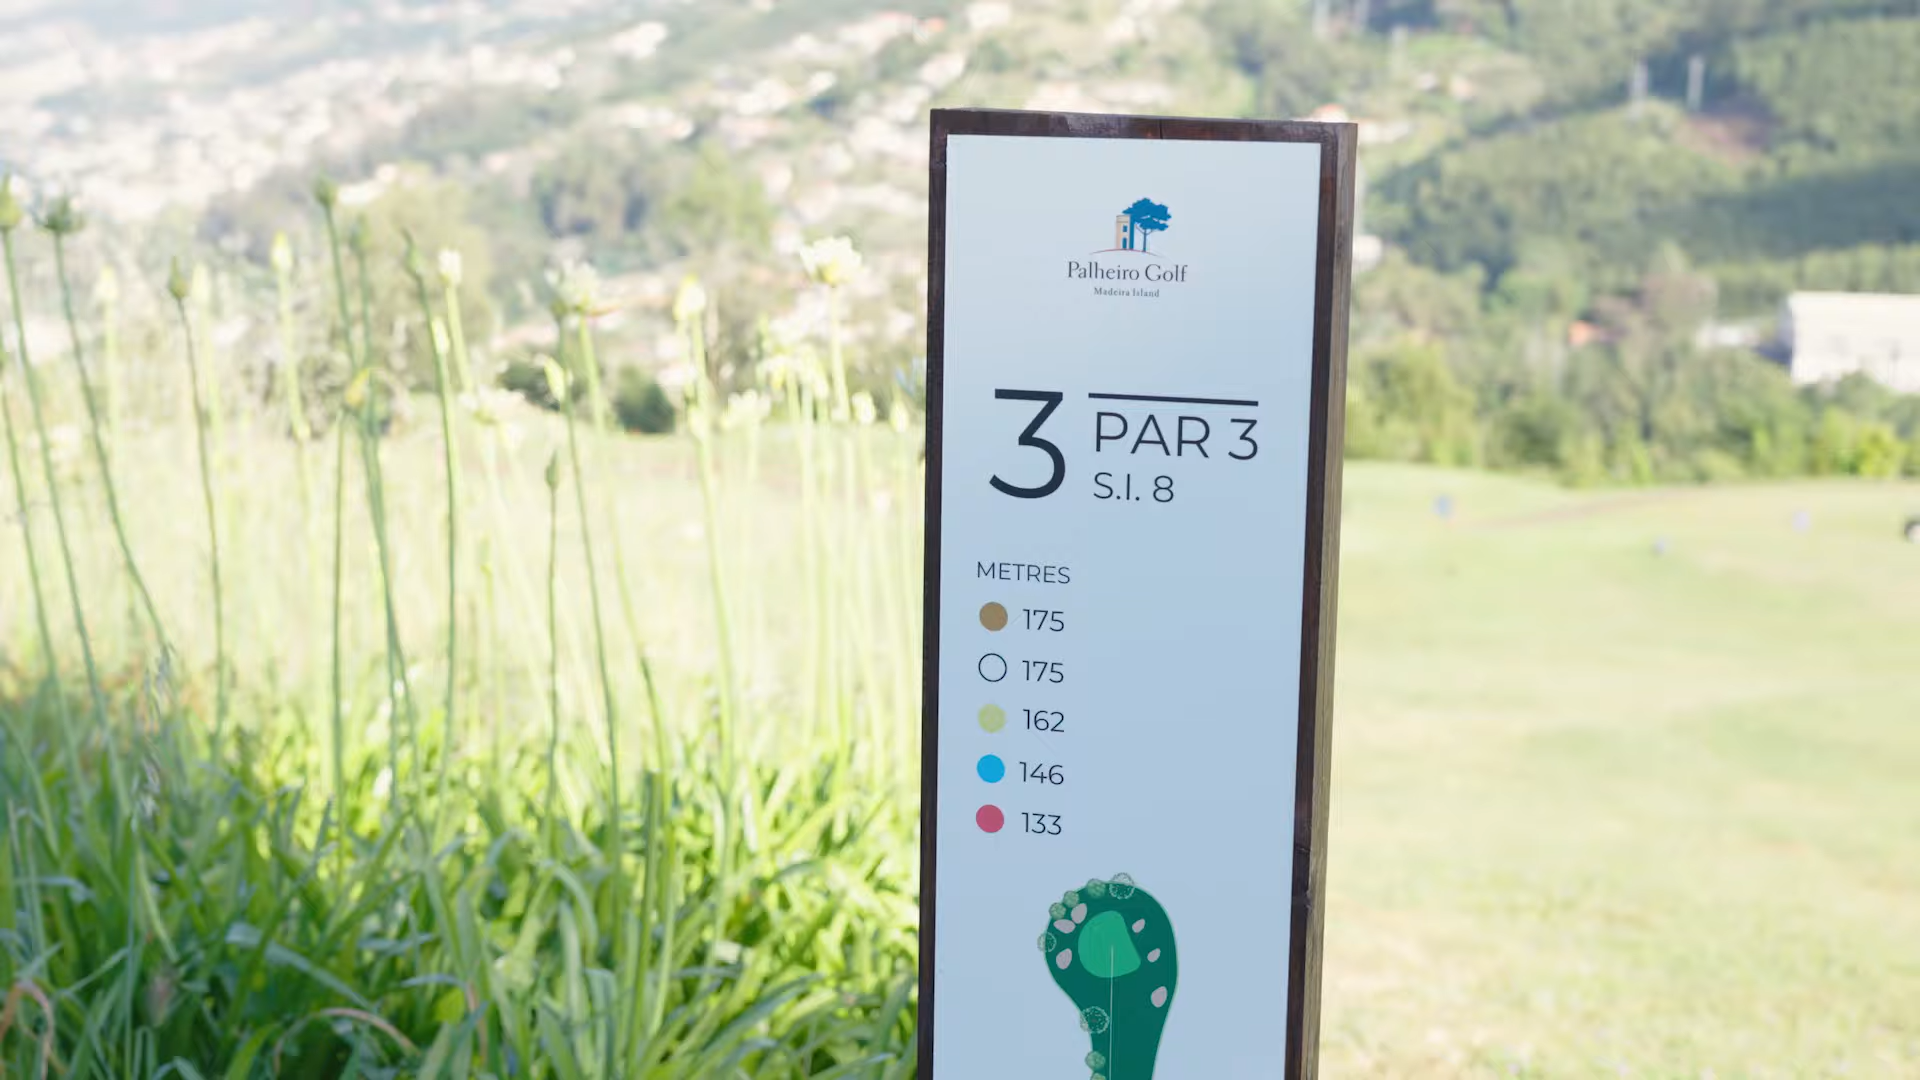 Palheiro Golf
Madeira Island
3
PAR 3
S.I. 8
METRES
175
175
162
146
133